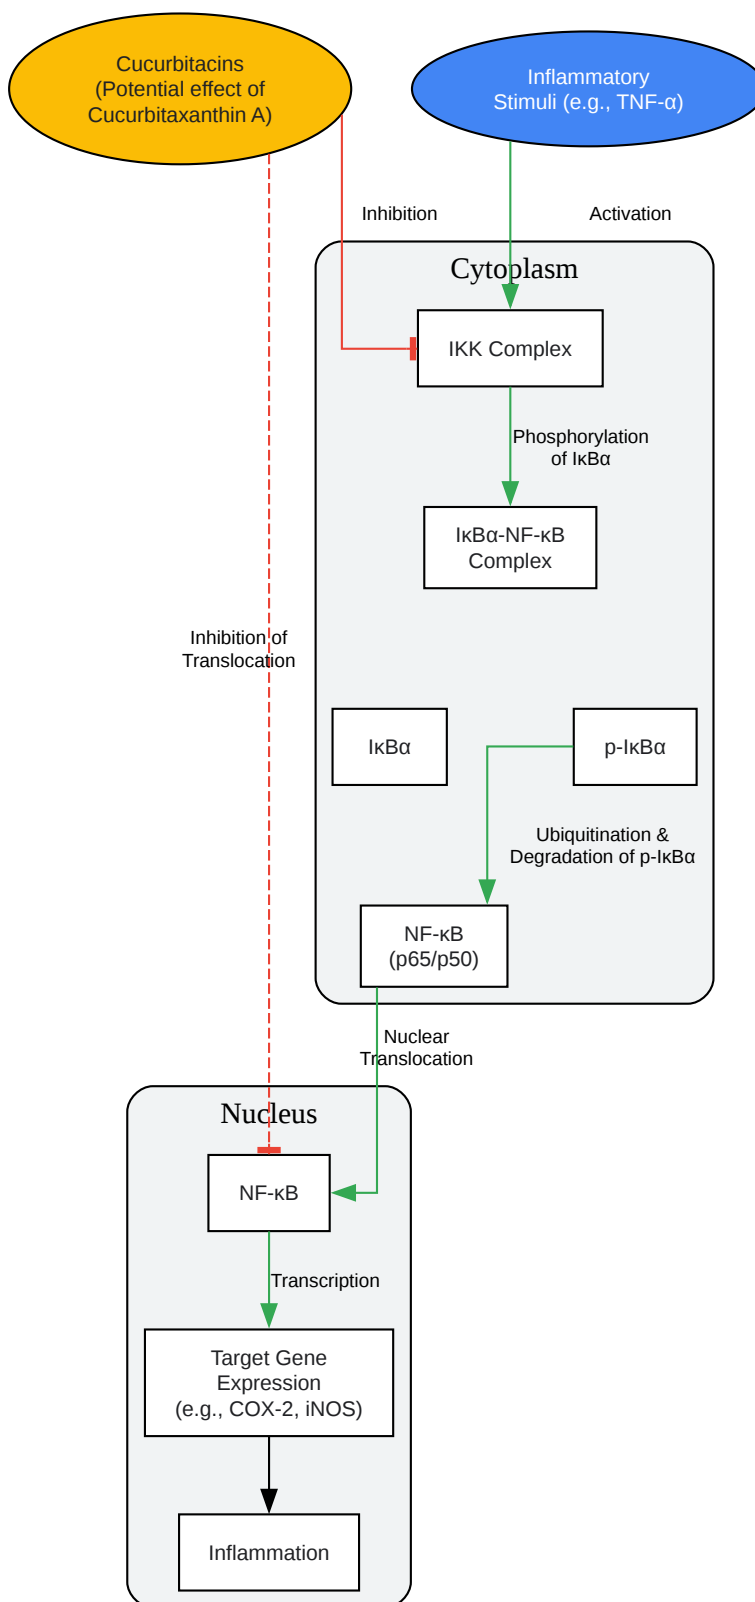 Cucurbitacins
(Potential effect of
Cucurbitaxanthin A)
Inflammatory
Stimuli (e.g., TNF-α)
Inhibition
Activation
Cytoplasm
IKK Complex
Phosphorylation
of IκBα
IκBα-NF-κB
Complex
Inhibition of
Translocation
IκBα
p-IκBα
Ubiquitination &
Degradation of p-IκBα
NF-κB
(p65/p50)
Nuclear
Translocation
Nucleus
NF-κB
Transcription
Target Gene
Expression
(e.g., COX-2, iNOS)
Inflammation